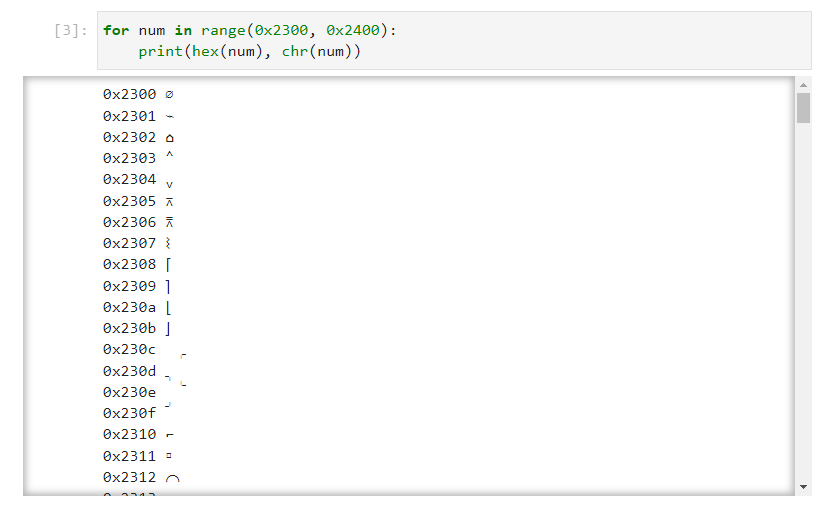 [3]: for num in range(0x2300, 0x2400):
    print(hex(num), chr(num))
0x2300 ⌀
0x2301 ⌁
0x2302 ⌂
0x2303 ⌃
0x2304 ⌄
0x2305 ⌅
0x2306 ⌆
0x2307 ⌇
0x2308 ⌈
0x2309 ⌉
0x230a ⌊
0x230b ⌋
0x230c ⌌
0x230d ⌍
0x230e ⌎
0x230f ⌏
0x2310 ⌐
0x2311 ⌑
0x2312 ⌒
0x2313